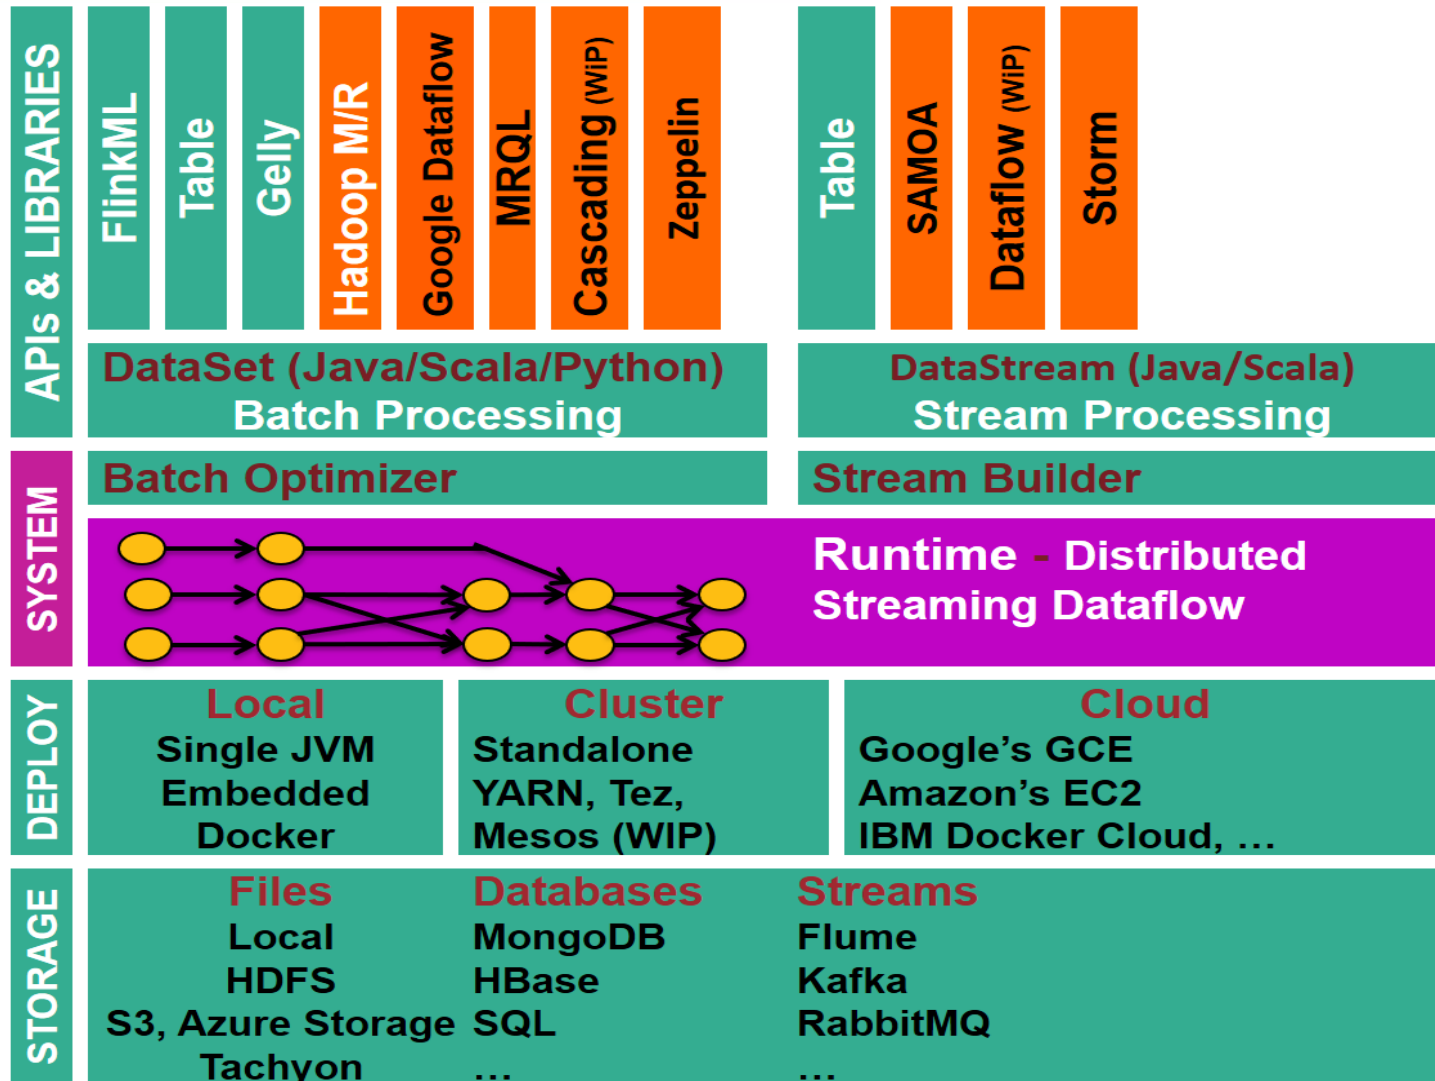 APIs & LIBRARIES
FlinkML
Table
Gelly
Hadoop M/R
Google Dataflow
MRQL
Cascading (WiP)
Zeppelin
Table
SAMOA
Dataflow (WiP)
Storm
DataSet (Java/Scala/Python)
Batch Processing
DataStream (Java/Scala)
Stream Processing
SYSTEM
Batch Optimizer
Stream Builder
Runtime - Distributed
Streaming Dataflow
DEPLOY
Local
Single JVM
Embedded
Docker
Cluster
Standalone
YARN, Tez,
Mesos (WIP)
Cloud
Google’s GCE
Amazon’s EC2
IBM Docker Cloud, …
STORAGE
Files
Local
HDFS
S3, Azure Storage
Tachyon
Databases
MongoDB
HBase
SQL
…
Streams
Flume
Kafka
RabbitMQ
…